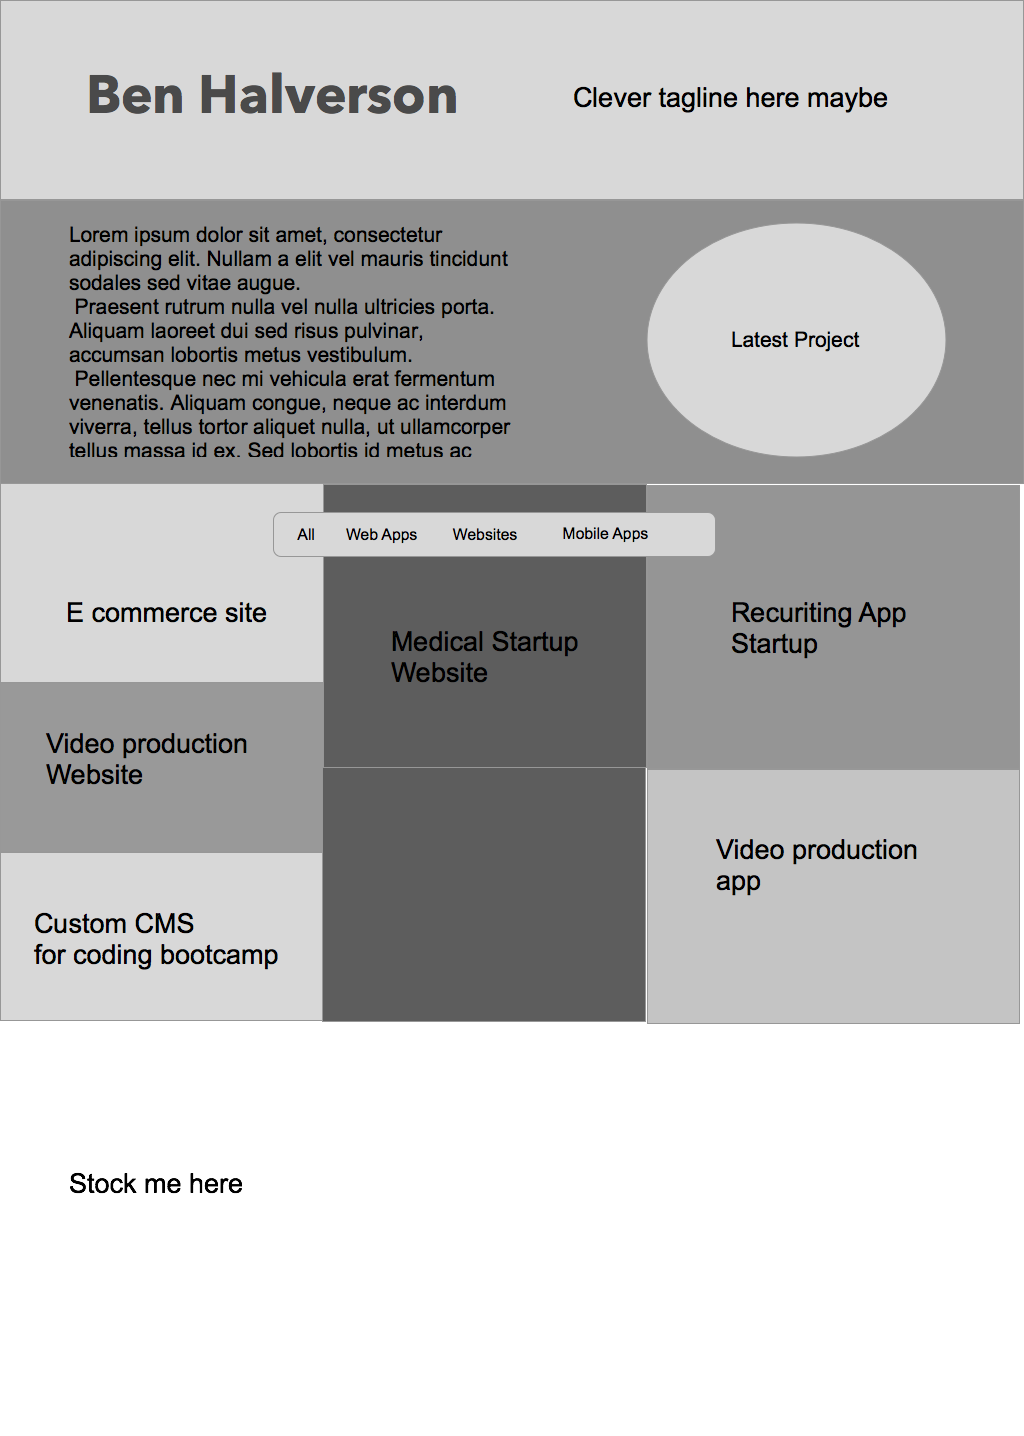 Ben Halverson
Clever tagline here maybe
Lorem ipsum dolor sit amet, consectetur
adipiscing elit. Nullam a elit vel mauris tincidunt
sodales sed vitae augue.
Praesent rutrum nulla vel nulla ultricies porta.
Aliquam laoreet dui sed risus pulvinar,
accumsan lobortis metus vestibulum.
Pellentesque nec mi vehicula erat fermentum
venenatis. Aliquam congue, neque ac interdum
viverra, tellus tortor aliquet nulla, ut ullamcorper
tellus massa id ex. Sed lobortis id metus ac
Latest Project
All
Web Apps
Websites
Mobile Apps
E commerce site
Medical Startup
Website
Recuriting App
Startup
Video production
Website
Video production
app
Custom CMS
for coding bootcamp
Stock me here